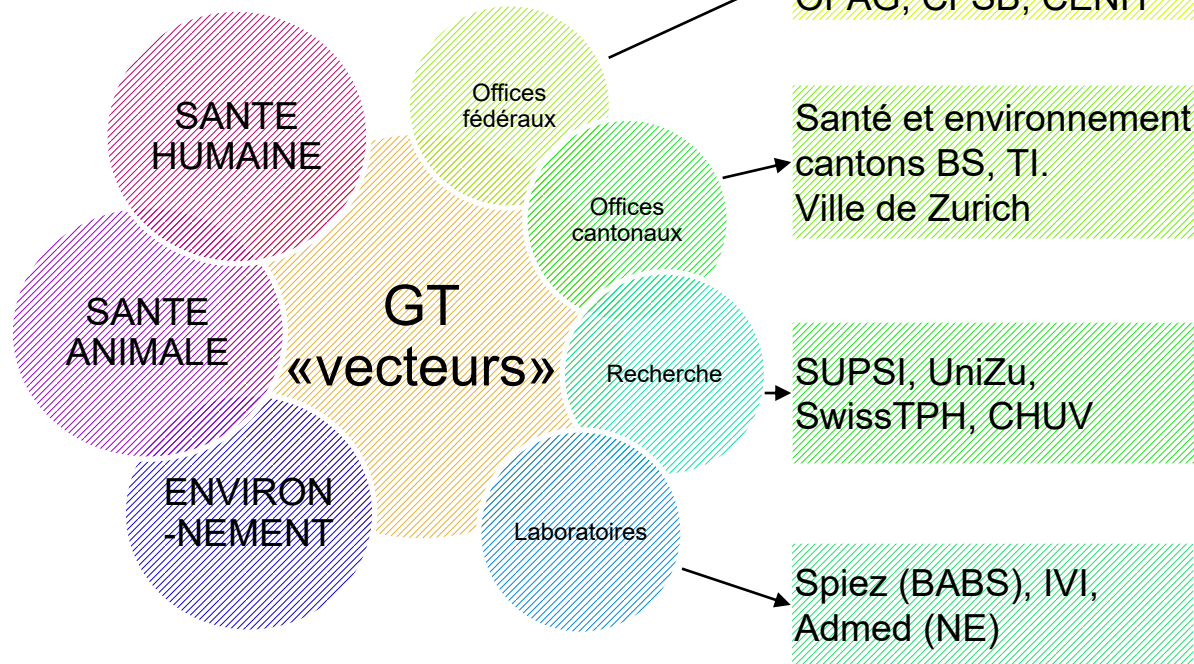 SANTE
HUMAINE
SANTE
ANIMALE
ENVIRON
-NEMENT
GT
«vecteurs»
Offices
fédéraux
Offices
cantonaux
Recherche
Laboratoires
Santé et environnement
cantons BS, TI.
Ville de Zurich
SUPSI, UniZu,
SwissTPH, CHUV
Spiez (BABS), IVI,
Admed (NE)